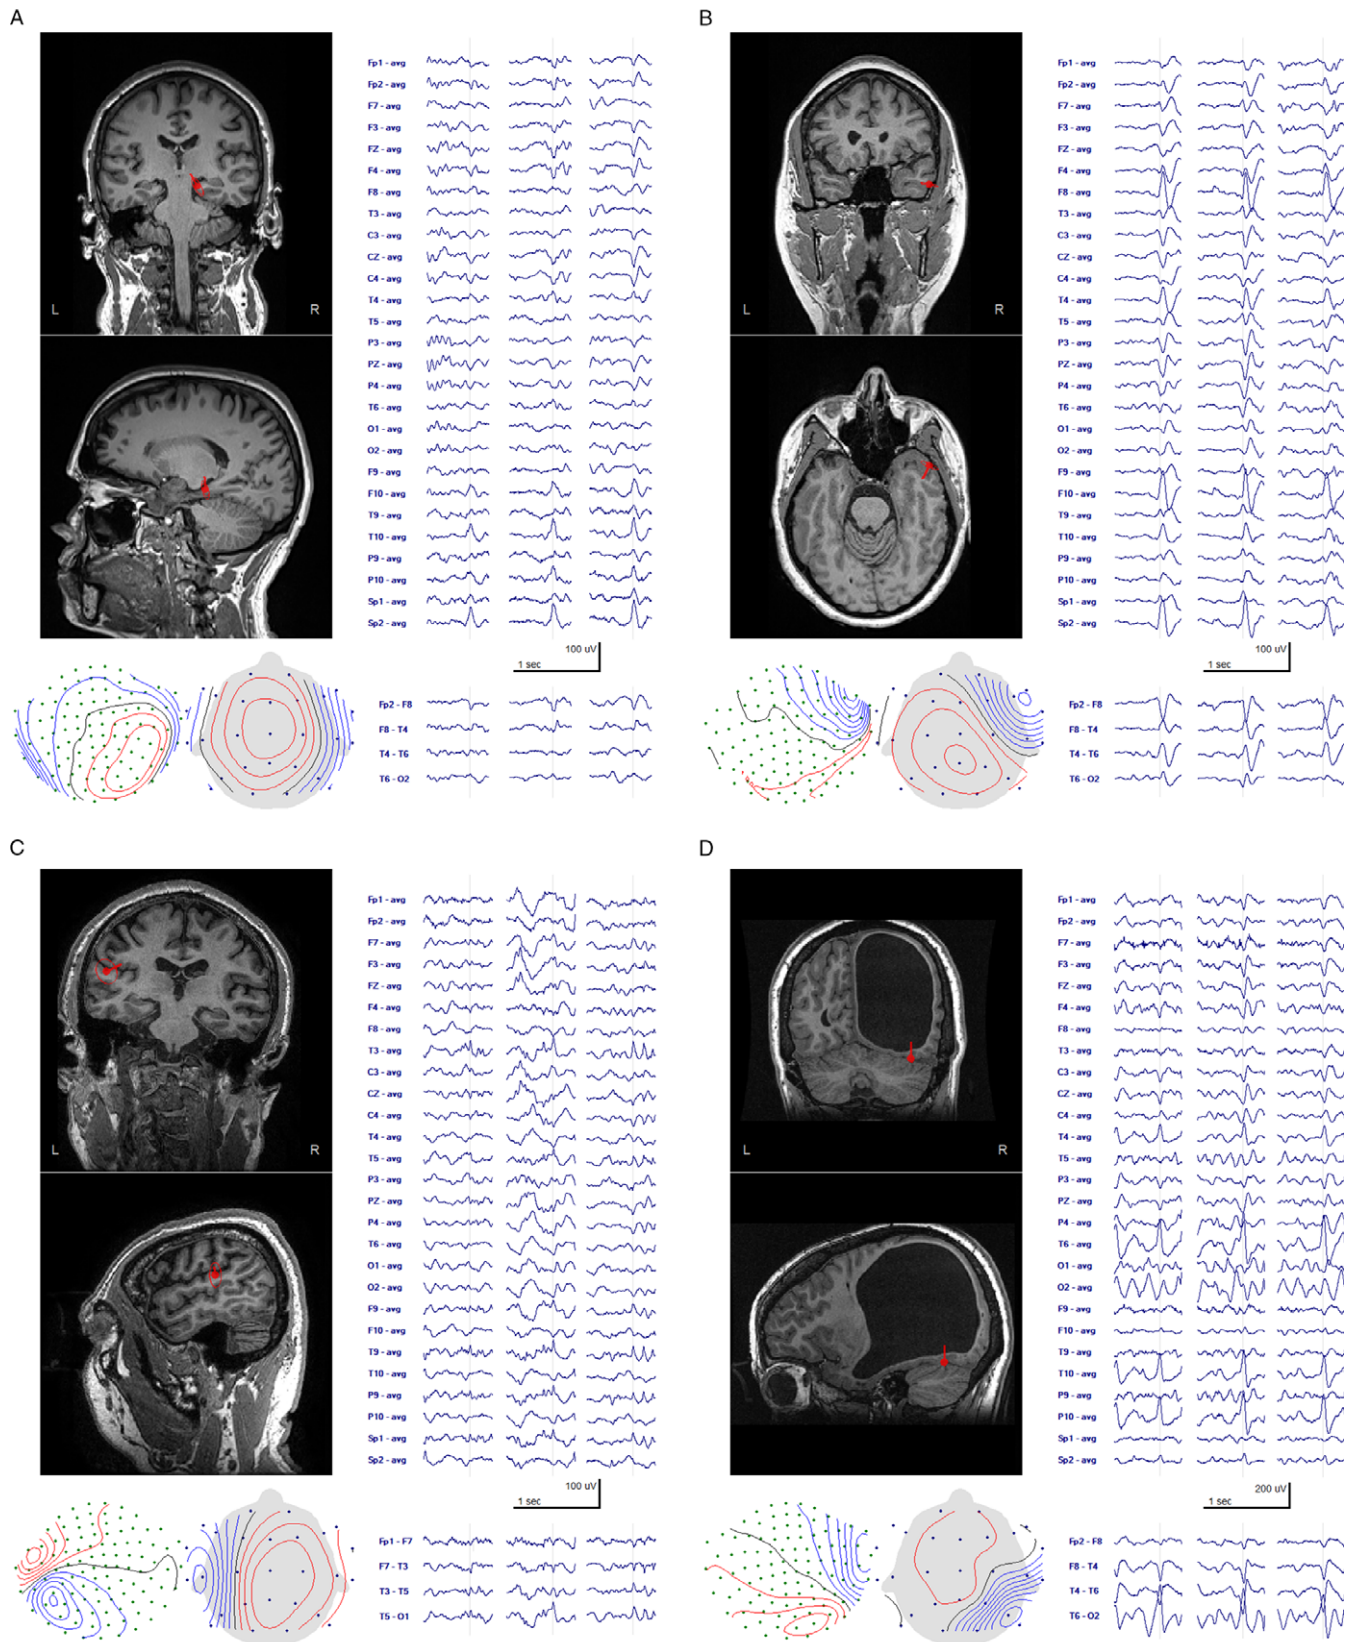 A
Fp1 - avg
Fp2 - avg
F7 - avg
F3 - avg
FZ - avg
F4 - avg
F8 - avg
T3 - avg
C3 - avg
CZ - avg
C4 - avg
T4 - avg
T5 - avg
P3 - avg
PZ - avg
P4 - avg
T6 - avg
O1 - avg
O2 - avg
F9 - avg
F10 - avg
T9 - avg
T10 - avg
P9 - avg
P10 - avg
Sp1 - avg
Sp2 - avg
L R
100 uV
1 sec
Fp2 - F8
F8 - T4
T4 - T6
T6 - O2
B
Fp1 - avg
Fp2 - avg
F7 - avg
F3 - avg
FZ - avg
F4 - avg
F8 - avg
T3 - avg
C3 - avg
CZ - avg
C4 - avg
T4 - avg
T5 - avg
P3 - avg
PZ - avg
P4 - avg
T6 - avg
O1 - avg
O2 - avg
F9 - avg
F10 - avg
T9 - avg
T10 - avg
P9 - avg
P10 - avg
Sp1 - avg
Sp2 - avg
L R
100 uV
1 sec
Fp2 - F8
F8 - T4
T4 - T6
T6 - O2
C
Fp1 - avg
Fp2 - avg
F7 - avg
F3 - avg
FZ - avg
F4 - avg
F8 - avg
T3 - avg
C3 - avg
CZ - avg
C4 - avg
T4 - avg
T5 - avg
P3 - avg
PZ - avg
P4 - avg
T6 - avg
O1 - avg
O2 - avg
F9 - avg
F10 - avg
T9 - avg
T10 - avg
P9 - avg
P10 - avg
Sp1 - avg
Sp2 - avg
L R
100 uV
1 sec
Fp1 - F7
F7 - T3
T3 - T5
T5 - O1
D
Fp1 - avg
Fp2 - avg
F7 - avg
F3 - avg
FZ - avg
F4 - avg
F8 - avg
T3 - avg
C3 - avg
CZ - avg
C4 - avg
T4 - avg
T5 - avg
P3 - avg
PZ - avg
P4 - avg
T6 - avg
O1 - avg
O2 - avg
F9 - avg
F10 - avg
T9 - avg
T10 - avg
P9 - avg
P10 - avg
Sp1 - avg
Sp2 - avg
L R
200 uV
1 sec
Fp2 - F8
F8 - T4
T4 - T6
T6 - O2